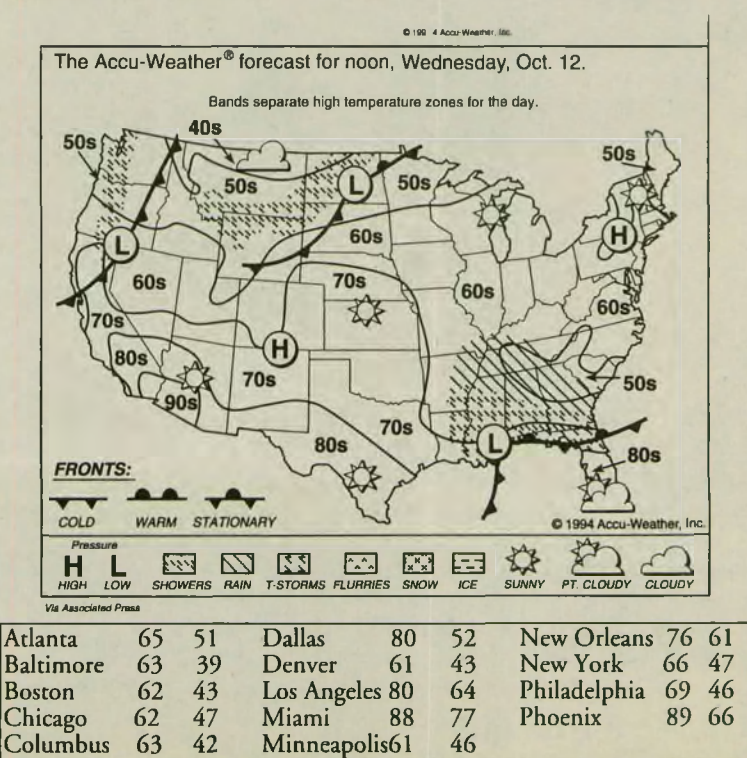 © 199 4 Accu-Weather, Inc.
The Accu-Weather® forecast for noon, Wednesday, Oct. 12.
Bands separate high temperature zones for the day.
50s
40s
50s
50s
50s
L
L
H
60s
60s
70s
60s
60s
70s
H
80s
70s
90s
50s
70s
80s
L
80s
FRONTS:
COLD WARM STATIONARY
© 1994 Accu-Weather, Inc.
Pressure
H L
HIGH LOW SHOWERS RAIN T-STORMS FLURRIES SNOW ICE SUNNY PT. CLOUDY CLOUDY
Via Associated Press
Atlanta 65 51 Dallas 80 52 New Orleans 76 61
Baltimore 63 39 Denver 61 43 New York 66 47
Boston 62 43 Los Angeles 80 64 Philadelphia 69 46
Chicago 62 47 Miami 88 77 Phoenix 89 66
Columbus 63 42 Minneapolis61 46